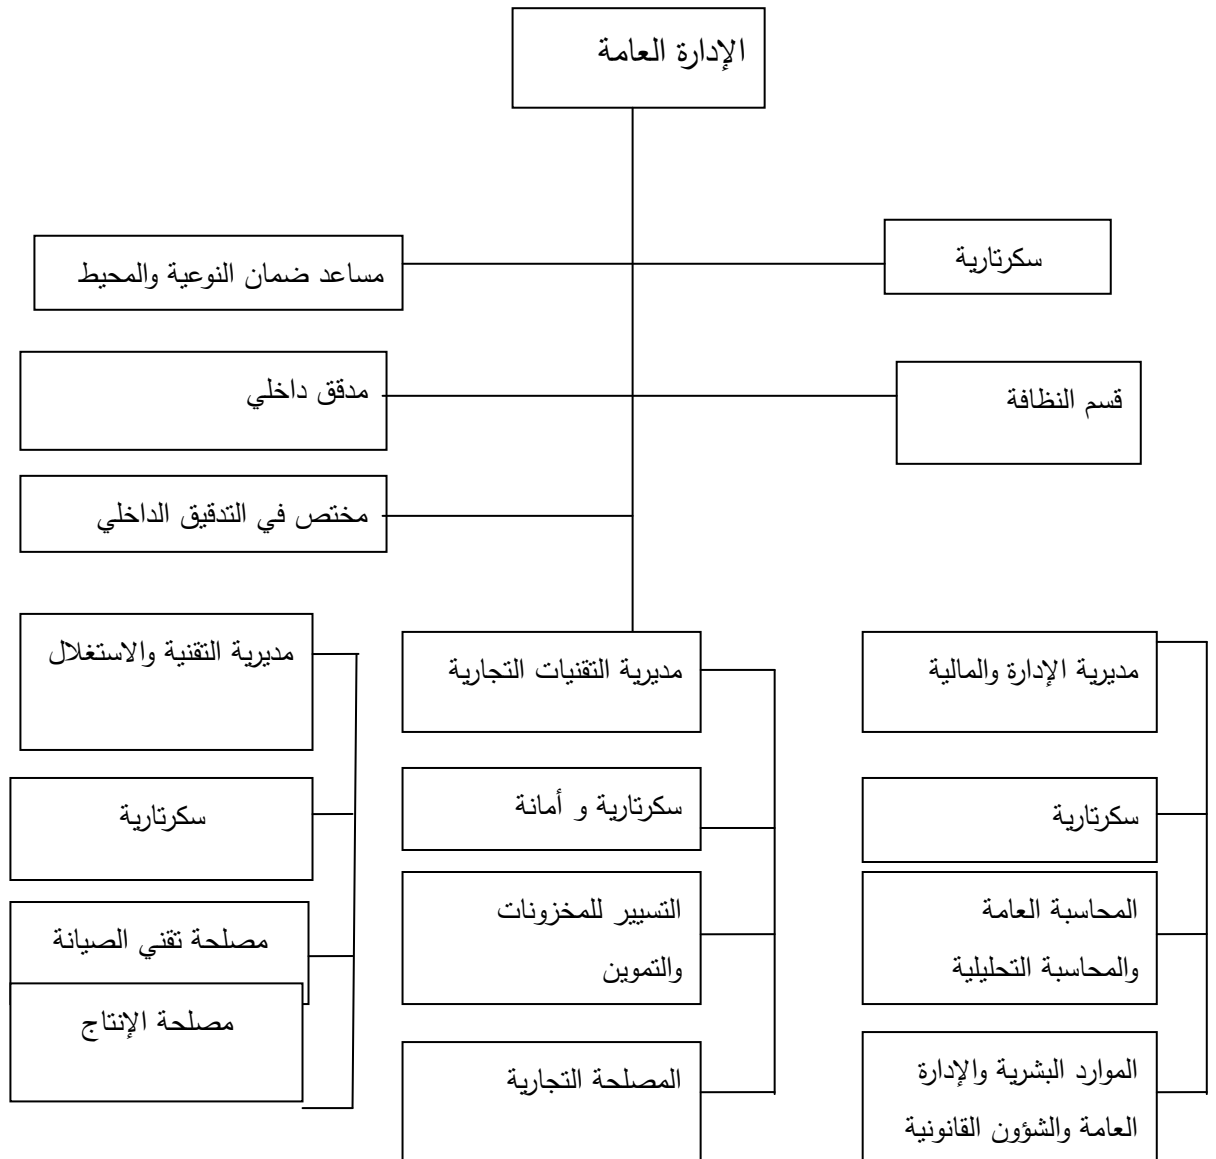 الإدارة العامة
سكرتارية
مساعد ضمان النوعية والمحيط
قسم النظافة
مدقق داخلي
مختص في التدقيق الداخلي
مديرية الإدارة والمالية
مديرية التقنيات التجارية
مديرية التقنية والاستغلال
سكرتارية
سكرتارية و أمانة
سكرتارية
المحاسبة العامة
والمحاسبة التحليلية
التسيير للمخزونات
والتموين
مصلحة تقني الصيانة
مصلحة الإنتاج
الموارد البشرية والإدارة
العامة والشؤون القانونية
المصلحة التجارية